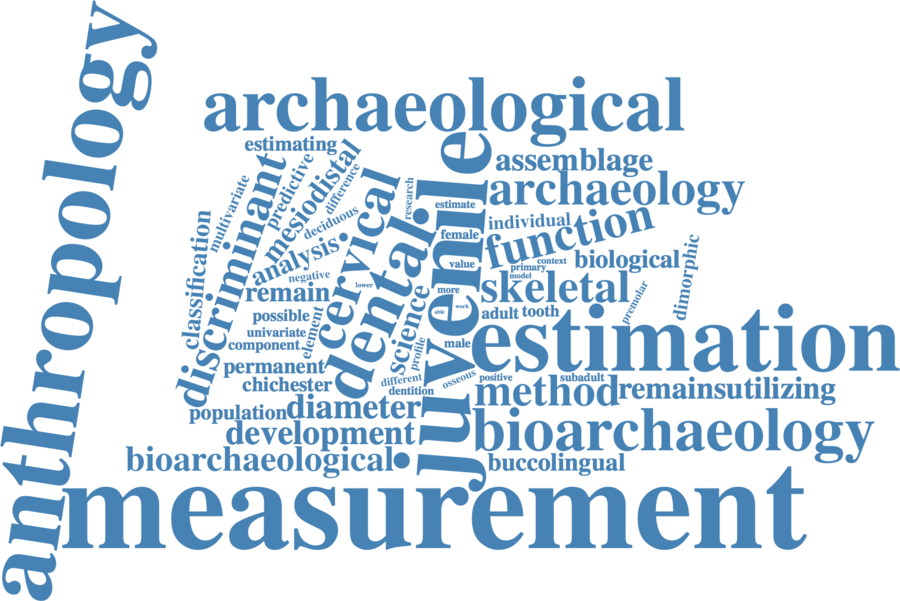 anthropology
archaeological
estimating
juvenile
assemblage
archaeology
multivariate
discriminant
predictive
mesiodistal
difference
deciduous
research
estimate
individual
function
female
classification
analysis
cervical
dental
value
context
primary
model
biological
dimorphic
negative
remain
lower
more
skeletal
premolar
able
work
adult
tooth
possible
univariate
component
element
science
profile
male
estimation
permanent
chichester
different
dentition
osseous
positive
subadult
method
remainsutilizing
population
diameter
development
bioarchaeology
bioarchaeological
buccolingual
measurement